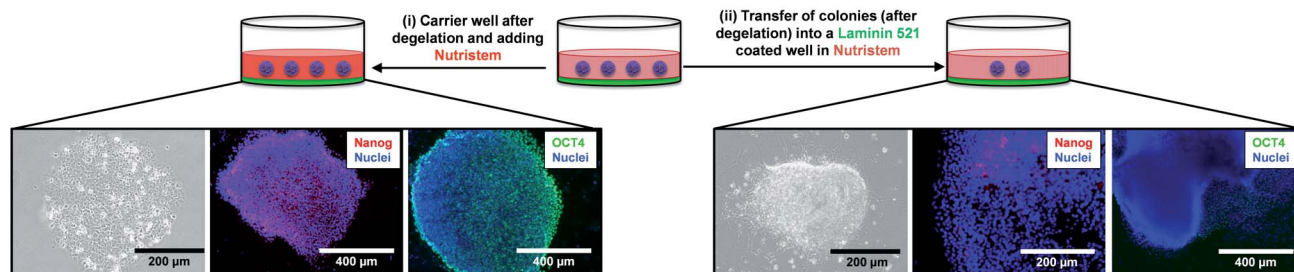 (i) Carrier well after
degelation and adding
Nutristem
(ii) Transfer of colonies (after
degelation) into a Laminin 521
coated well in Nutristem
Nanog
Nuclei
OCT4
Nuclei
200 µm
400 µm
400 µm
Nanog
Nuclei
OCT4
Nuclei
200 µm
200 µm
400 µm